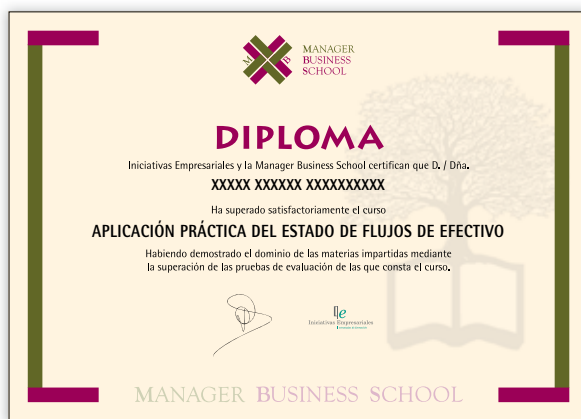 M B
MANAGER
BUSINESS
SCHOOL
DIPLOMA
Iniciativas Empresariales y la Manager Business School certifican que D. / Dña.
XXXXX XXXXXX XXXXXXXXXX
Ha superado satisfactoriamente el curso
APLICACIÓN PRÁCTICA DEL ESTADO DE FLUJOS DE EFECTIVO
Habiendo demostrado el dominio de las materias impartidas mediante
la superación de las pruebas de evaluación de las que consta el curso.
Ie
Iniciativas Empresariales
MANAGER BUSINESS SCHOOL